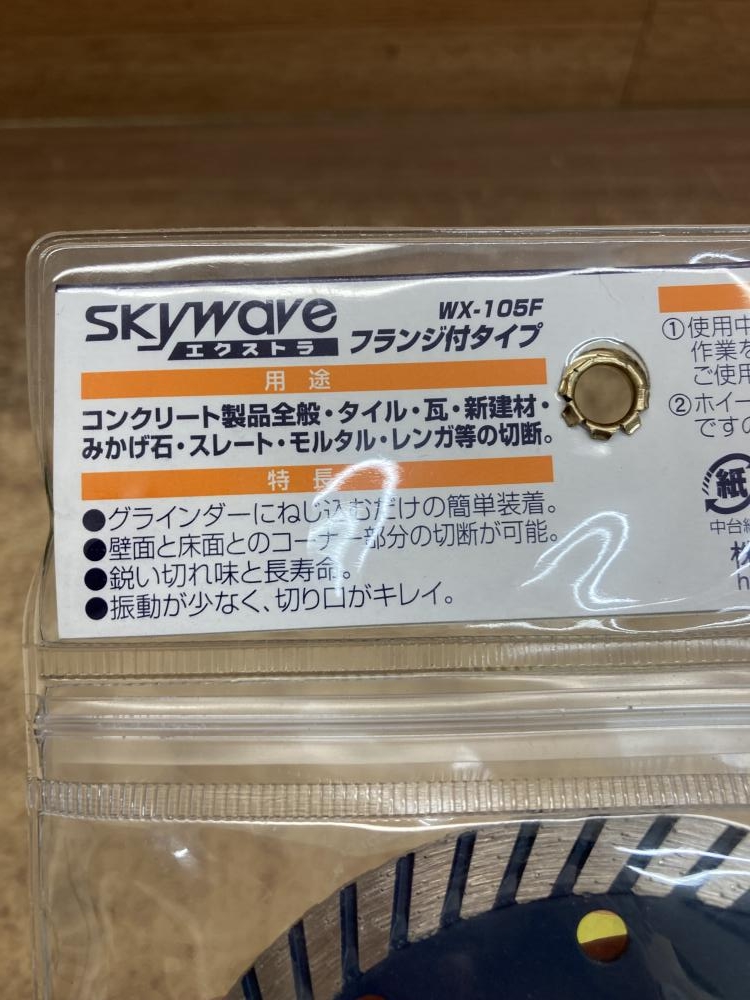 SKYWAVE
エクストラ
WX-105F
フランジ付タイプ
用途
コンクリート製品全般・タイル・瓦・新建材・
みかげ石・スレート・モルタル・レンガ等の切断。
特長
●グラインダーにねじ込むだけの簡単装着。
●壁面と床面とのコーナー部分の切断が可能。
●鋭い切れ味と長寿命。
●振動が少なく、切り口がキレイ。
①使用中
作業を
ご使用
②ホイー
ですの
紙
中台紙